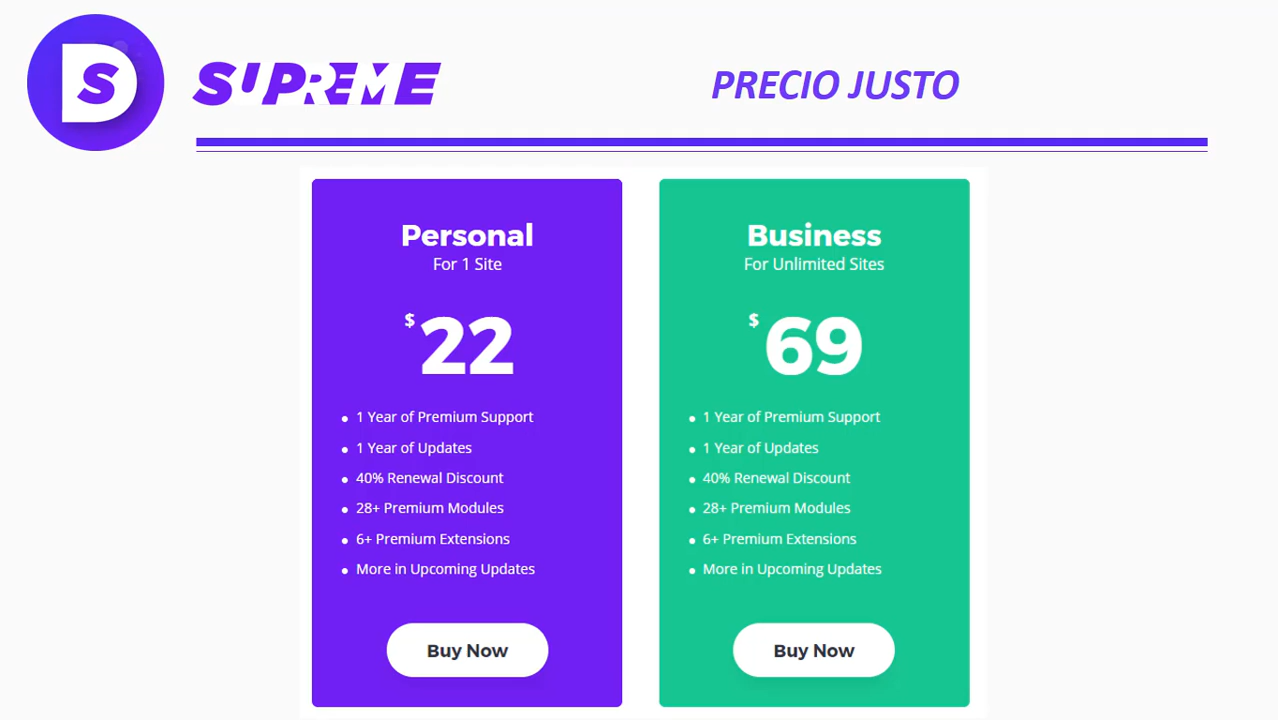 DS
SUPREME
PRECIO JUSTO
Personal
For 1 Site
$22
• 1 Year of Premium Support
• 1 Year of Updates
• 40% Renewal Discount
• 28+ Premium Modules
• 6+ Premium Extensions
• More in Upcoming Updates
Buy Now
Business
For Unlimited Sites
$69
• 1 Year of Premium Support
• 1 Year of Updates
• 40% Renewal Discount
• 28+ Premium Modules
• 6+ Premium Extensions
• More in Upcoming Updates
Buy Now